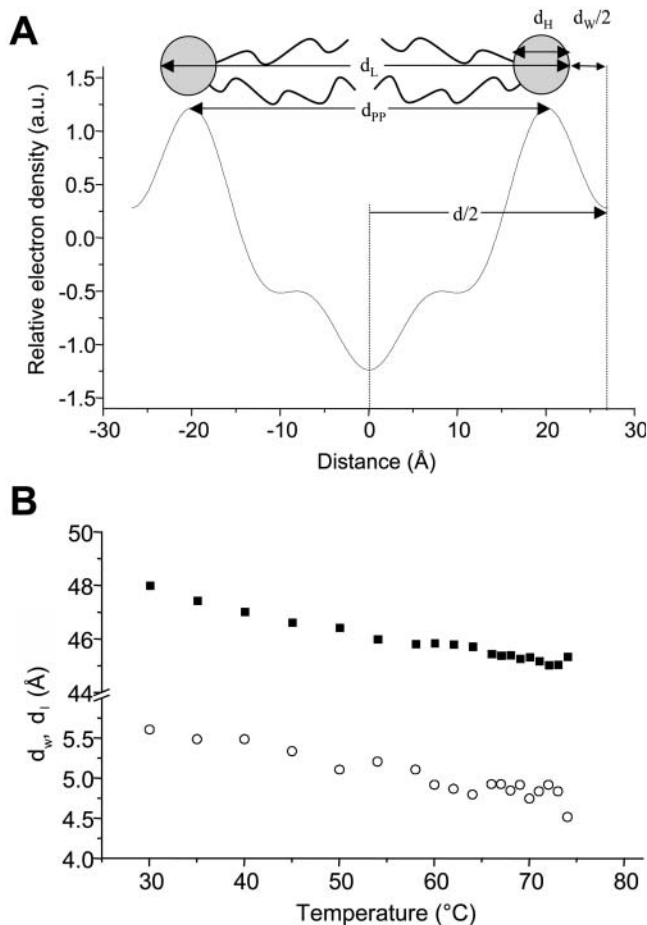 A
d_H d_W/2
d_L
d_PP
d/2
1.5
1.0
0.5
0.0
-0.5
-1.0
-1.5
Relative electron density (a.u.)
-30 -20 -10 0 10 20 30
Distance (Å)
B
50
48
46
44
5.5
5.0
4.5
4.0
d_w, d_l (Å)
30 40 50 60 70 80
Temperature (°C)